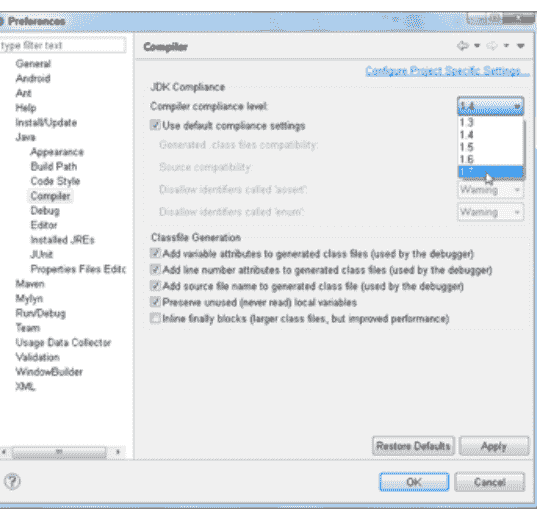 Preferences
type filter text
General
Android
Ant
Help
Install/Update
Java
Appearance
Build Path
Code Style
Compiler
Debug
Editor
Installed JREs
JUnit
Properties Files Editc
Maven
Mylyn
Run/Debug
Team
Usage Data Collector
Validation
WindowBuilder
XML
Compiler
Configure Project Specific Settings...
JDK Compliance
Compiler compliance level: 1.4
1.3
1.4
1.5
1.6
Use default compliance settings
Generated .class files compatibility:
Source compatibility:
Disallow identifiers called 'assert': Warning
Disallow identifiers called 'enum': Warning
Classfile Generation
Add variable attributes to generated class files (used by the debugger)
Add line number attributes to generated class files (used by the debugger)
Add source file name to generated class file (used by the debugger)
Preserve unused (never read) local variables
Inline finally blocks (larger class files, but improved performance)
Restore Defaults Apply
OK Cancel